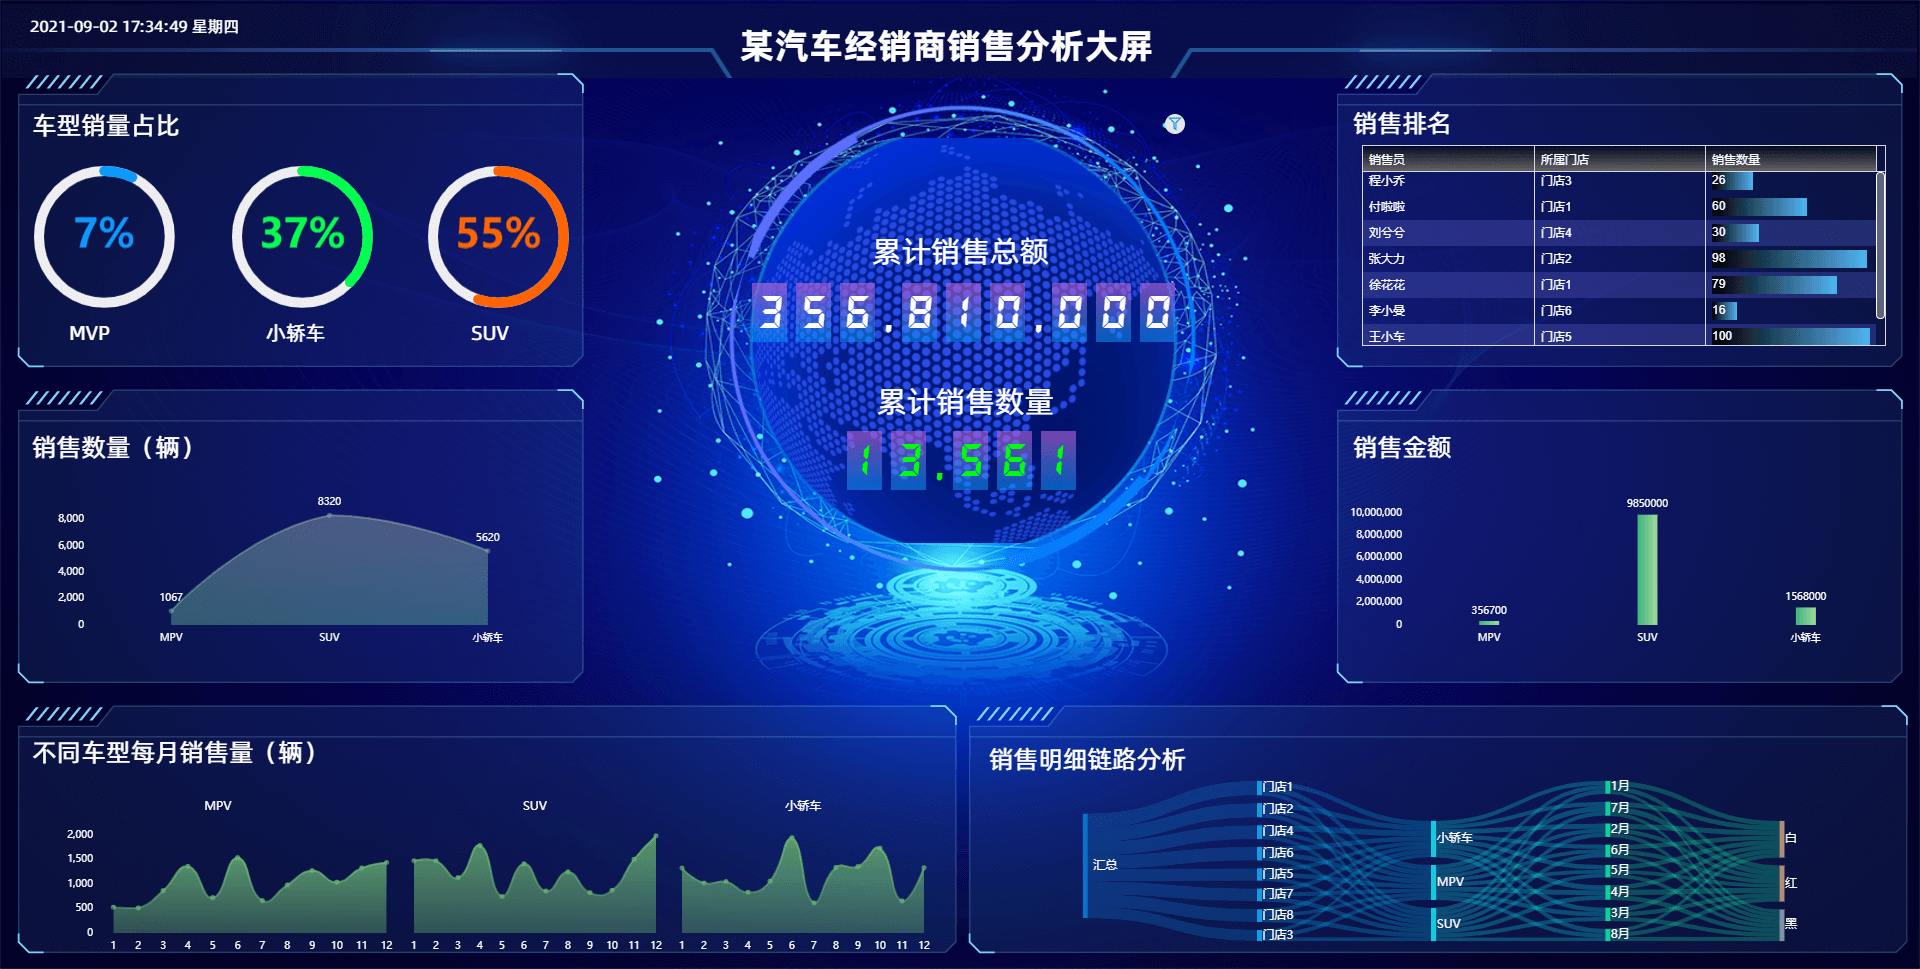 2021-09-02 17:34:49 星期四
某汽车经销商销售分析大屏
车型销量占比
7%
37%
55%
MVP
小轿车
SUV
累计销售总额
356.810.000
累计销售数量
13.561
销售排名
销售员 所属门店 销售数量
程小乔 门店3 26
付啦啦 门店1 60
刘兮兮 门店4 30
张大力 门店2 98
徐花花 门店1 79
李小曼 门店6 16
王小车 门店5 100
销售数量（辆）
8,000
6,000
4,000
2,000
0
1067
8320
5620
MPV
SUV
小轿车
销售金额
10,000,000
8,000,000
6,000,000
4,000,000
2,000,000
0
356700
9850000
1568000
MPV
SUV
小轿车
不同车型每月销售量（辆）
MPV
SUV
小轿车
2,000
1,500
1,000
500
0
1 2 3 4 5 6 7 8 9 10 11 12
1 2 3 4 5 6 7 8 9 10 11 12
1 2 3 4 5 6 7 8 9 10 11 12
销售明细链路分析
汇总
门店1
门店2
门店4
门店6
门店5
门店7
门店8
门店3
小轿车
MPV
SUV
1月
7月
2月
6月
5月
4月
3月
8月
白
红
黑